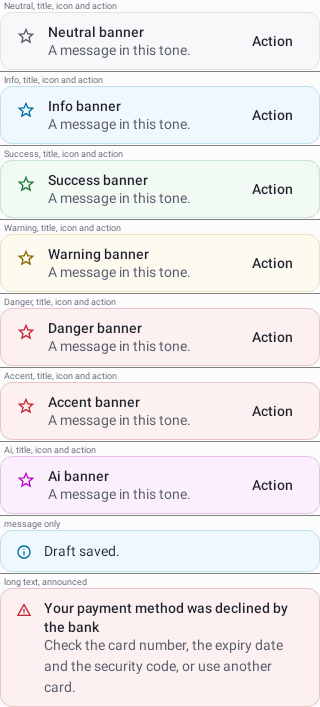 Neutral, title, icon and action
Neutral banner
A message in this tone.
Action
Info, title, icon and action
Info banner
A message in this tone.
Action
Success, title, icon and action
Success banner
A message in this tone.
Action
Warning, title, icon and action
Warning banner
A message in this tone.
Action
Danger, title, icon and action
Danger banner
A message in this tone.
Action
Accent, title, icon and action
Accent banner
A message in this tone.
Action
Ai, title, icon and action
Ai banner
A message in this tone.
Action
message only
Draft saved.
long text, announced
Your payment method was declined by
the bank
Check the card number, the expiry date
and the security code, or use another
card.